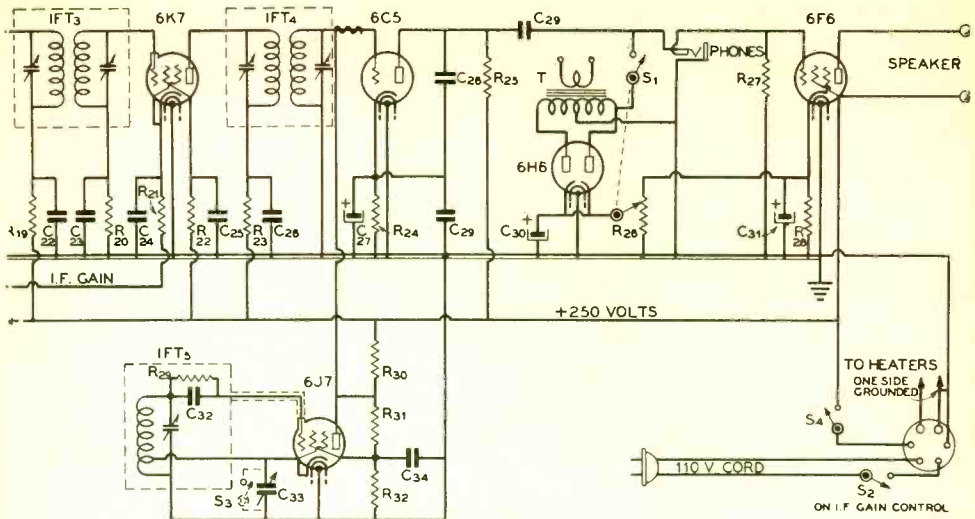 IFT3
6K7
IFT4
6C5
C29
PHONES
6F6
SPEAKER
C26
R25
T
S1
R27
6H6
R19
C22
C23
R20
C24
R21
R22
C25
R23
C26
+
C27
R24
C29
+
C30
R26
+
C31
R28
I.F. GAIN
+250 VOLTS
+
IFT5
R29
C32
6J7
R30
R31
R32
C34
S3
C33
TO HEATERS
ONE SIDE
GROUNDED
S4
110 V. CORD
S2
ON I.F. GAIN CONTROL